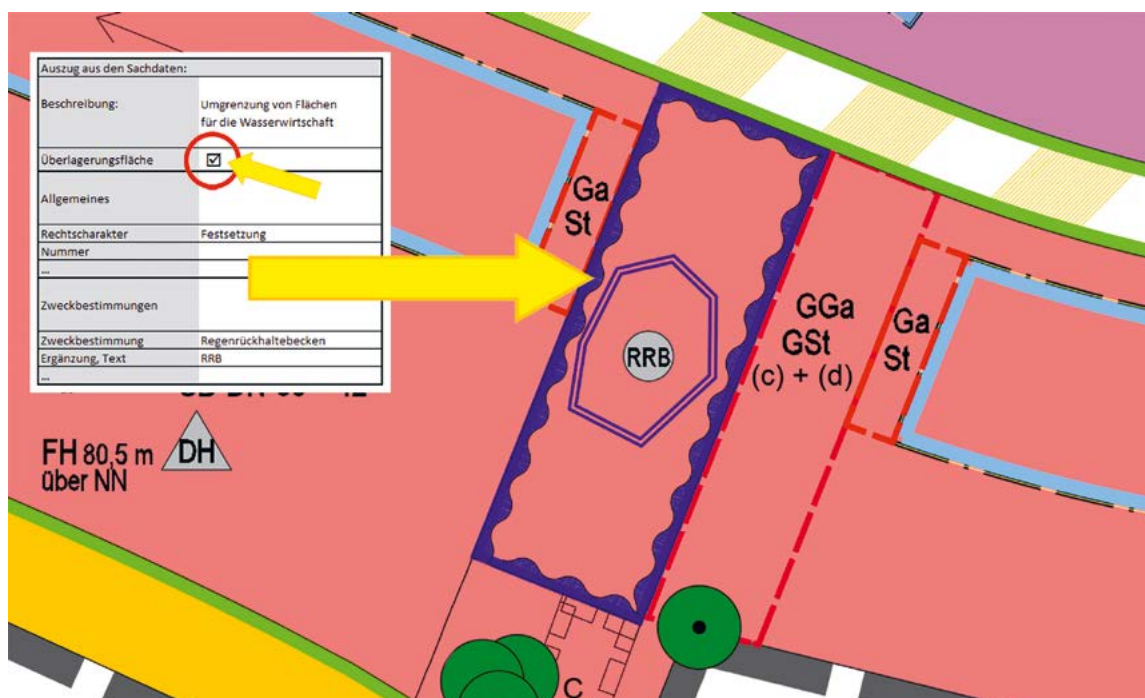 Auszug aus den Sachdaten:
Beschreibung: Umgrenzung von Flächen
für die Wasserwirtschaft
Überlagerungsfläche
Allgemeines
Rechtscharakter Festsetzung
Nummer
...
Zweckbestimmungen
Zweckbestimmung Regenrückhaltebecken
Ergänzung, Text RRB
...
FH 80,5 m
über NN
DH
Ga
St
RRB
GGa
GSt
(c) + (d)
Ga
St
C